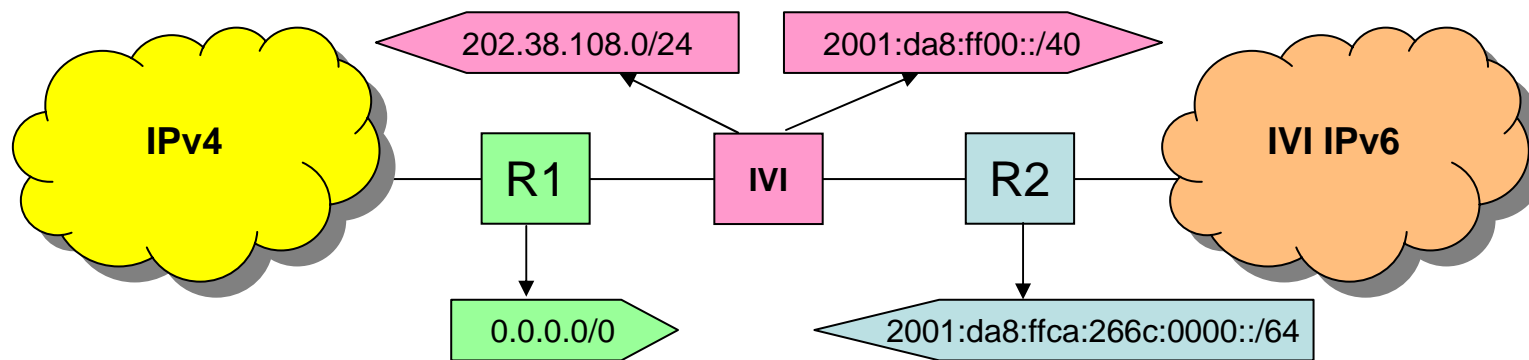 202.38.108.0/24
2001:da8:ff00::/40
IPv4
R1
IVI
R2
IVI IPv6
0.0.0.0/0
2001:da8:ffca:266c:0000::/64